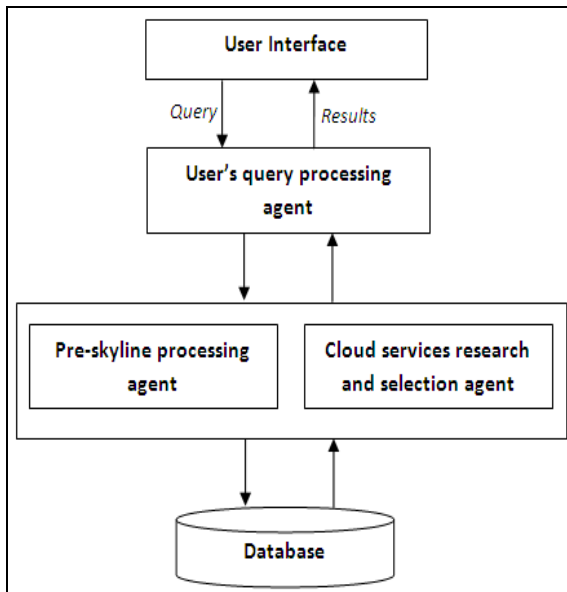 User Interface
Query
Results
User's query processing
agent
Pre-skyline processing
agent
Cloud services research
and selection agent
Database